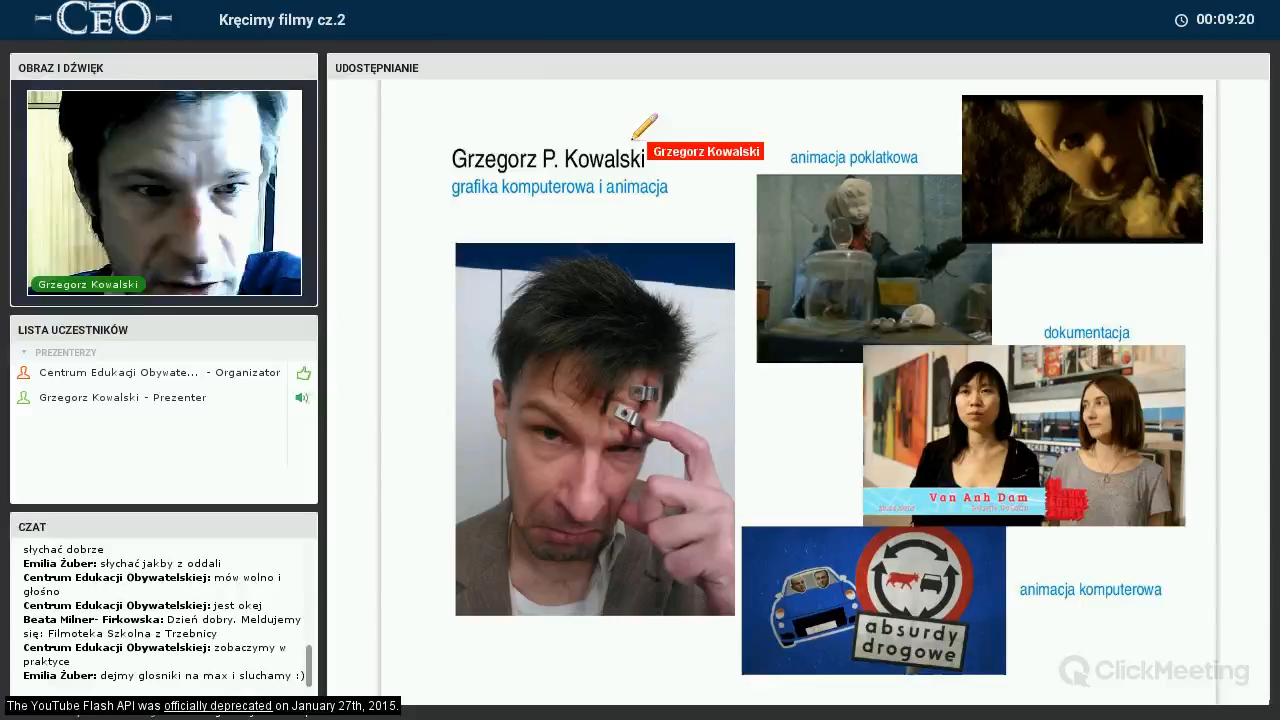 CEO
Kręcimy filmy cz.2
00:09:20
OBRAZ I DŹWIĘK
UDOSTĘPNIANIE
Grzegorz Kowalski
LISTA UCZESTNIKÓW
PREZENTERZY
Centrum Edukacji Obywate... - Organizator
Grzegorz Kowalski - Prezenter
CZAT
słychać dobrze
Emilia Żuber: słychać jakby z oddali
Centrum Edukacji Obywatelskiej: mów wolno i
głośno
Centrum Edukacji Obywatelskiej: jest okej
Beata Milner- Firkowska: Dzień dobry. Meldujemy
się: Filmoteka Szkolna z Trzebnicy
Centrum Edukacji Obywatelskiej: zobaczymy w
praktyce
Emilia Żuber: dejmy glosniki na max i sluchamy :)
The YouTube Flash API was officially deprecated on January 27th, 2015.
Grzegorz P. Kowalski
Grzegorz Kowalski
grafika komputerowa i animacja
animacja poklatkowa
dokumentacja
Van Anh Dam
absurdy
drogowe
animacja komputerowa
ClickMeeting